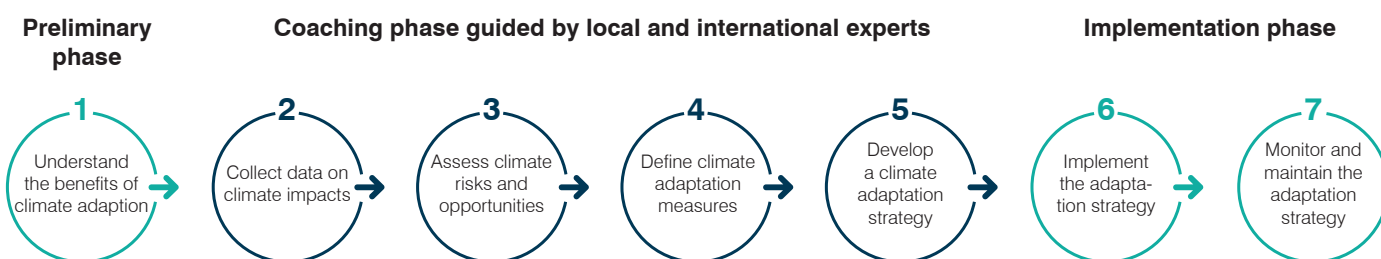 Preliminary
phase
Coaching phase guided by local and international experts
Implementation phase
1
Understand
the benefits of
climate adaption
2
Collect data on
climate impacts
3
Assess climate
risks and
opportunities
4
Define climate
adaptation
measures
5
Develop
a climate
adaptation
strategy
6
Implement
the adapta-
tion strategy
7
Monitor and
maintain the
adaptation
strategy